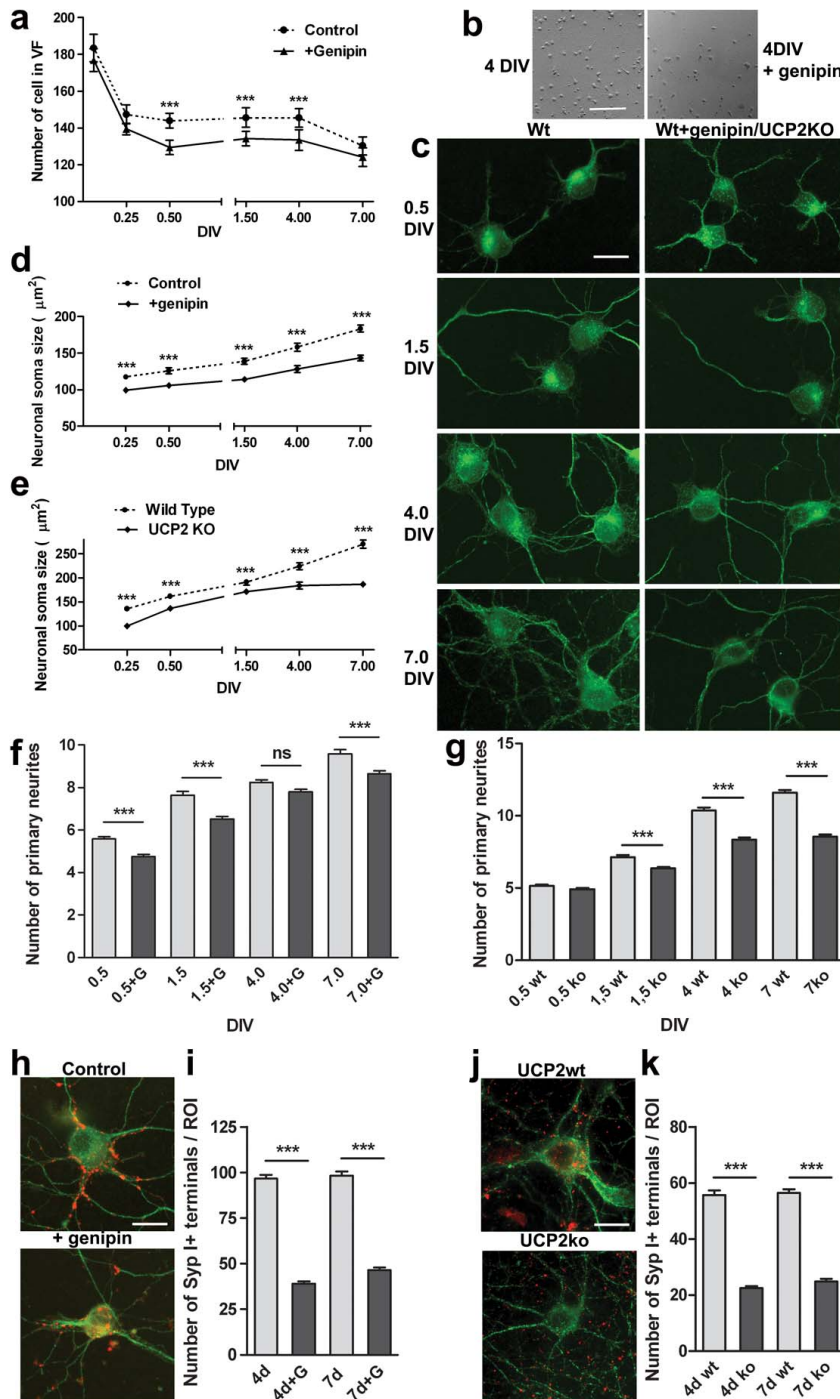 a
Control
+Genipin
Number of cell in VF
200
180
160
140
120
100
***
***
***
0.25
0.50
1.50
4.00
7.00
DIV
b
4 DIV
4DIV
+ genipin
Wt
Wt+genipin/UCP2KO
c
0.5
DIV
1.5
DIV
4.0
DIV
7.0
DIV
d
Control
+genipin
Neuronal soma size ( μm²)
200
150
100
50
***
***
***
***
***
0.25
0.50
1.50
4.00
7.00
DIV
e
Wild Type
UCP2 KO
Neuronal soma size ( μm²)
250
200
150
100
50
***
***
***
***
***
0.25
0.50
1.50
4.00
7.00
DIV
f
Number of primary neurites
10
8
6
4
2
0
***
***
ns
***
0.5
0.5+G
1.5
1.5+G
4.0
4.0+G
7.0
7.0+G
DIV
g
Number of primary neurites
15
10
5
0
***
***
***
0.5 wt
0.5 ko
1,5 wt
1,5 ko
4 wt
4 ko
7 wt
7ko
DIV
h
Control
+ genipin
i
Number of Syp I+ terminals / ROI
125
100
75
50
25
0
***
***
4d
4d+G
7d
7d+G
j
UCP2wt
UCP2ko
k
Number of Syp I+ terminals / ROI
80
60
40
20
0
***
***
4d wt
4d ko
7d wt
7d ko